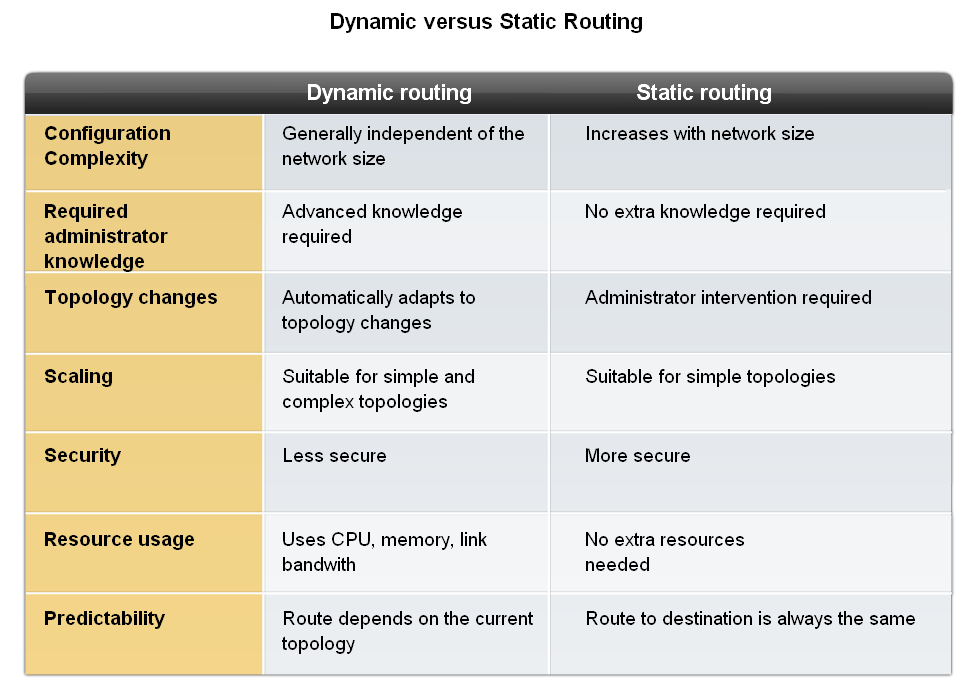 Dynamic versus Static Routing
Dynamic routing
Static routing
Configuration
Complexity
Generally independent of the
network size
Increases with network size
Required
administrator
knowledge
Advanced knowledge
required
No extra knowledge required
Topology changes
Automatically adapts to
topology changes
Administrator intervention required
Scaling
Suitable for simple and
complex topologies
Suitable for simple topologies
Security
Less secure
More secure
Resource usage
Uses CPU, memory, link
bandwith
No extra resources
needed
Predictability
Route depends on the current
topology
Route to destination is always the same